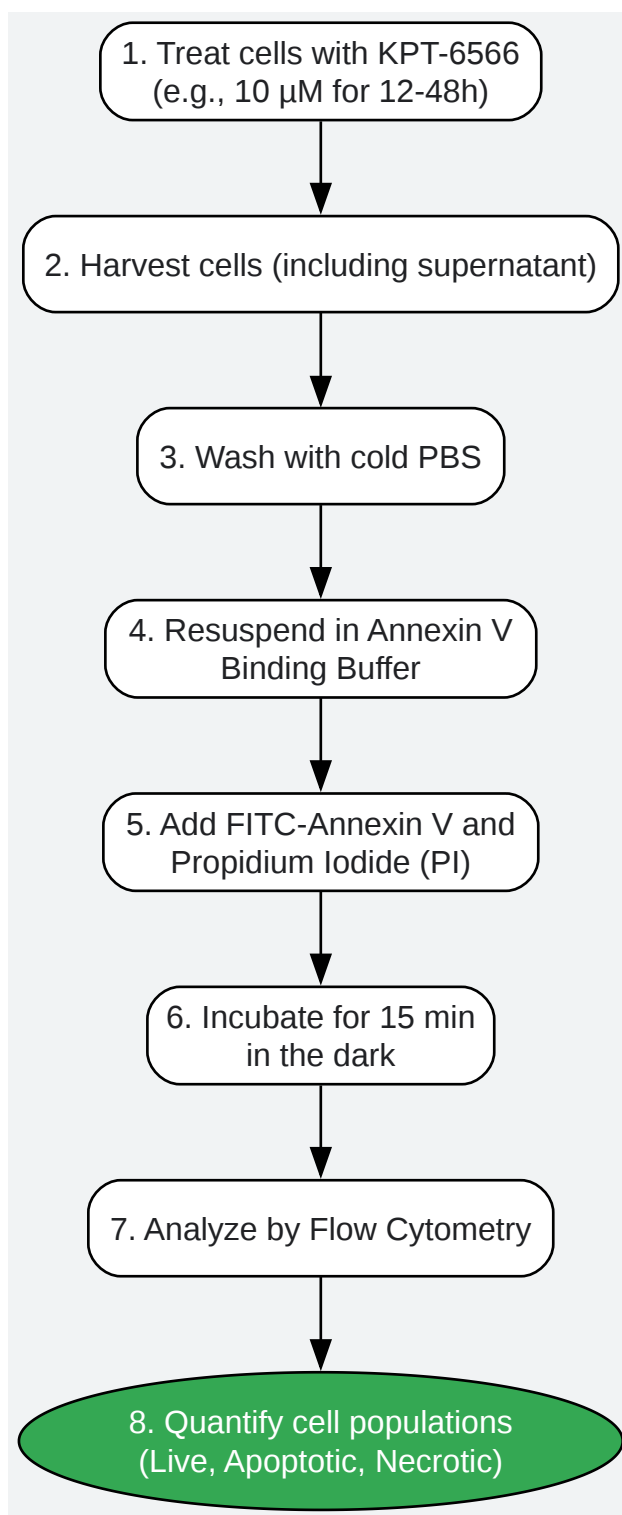 1. Treat cells with KPT-6566
(e.g., 10 µM for 12-48h)
2. Harvest cells (including supernatant)
3. Wash with cold PBS
4. Resuspend in Annexin V
Binding Buffer
5. Add FITC-Annexin V and
Propidium Iodide (PI)
6. Incubate for 15 min
in the dark
7. Analyze by Flow Cytometry
8. Quantify cell populations
(Live, Apoptotic, Necrotic)